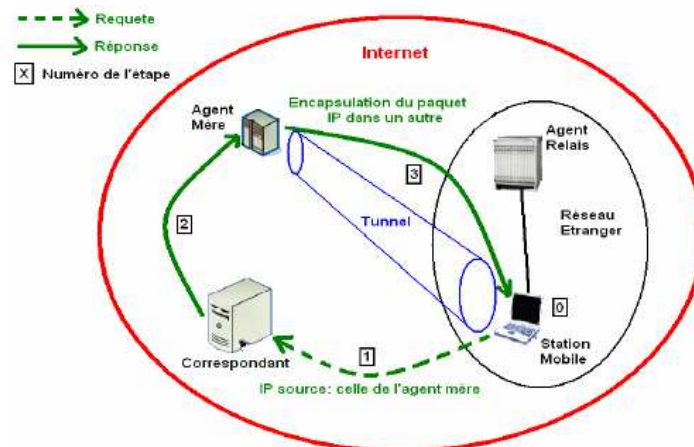 Requete
Réponse
X Numéro de l'étape
Internet
Agent
Mère
Encapsulation du paquet
IP dans un autre
Agent
Relais
3
2
Tunnel
Réseau
Etranger
0
Correspondant
1
Station
Mobile
IP source: celle de l'agent mère